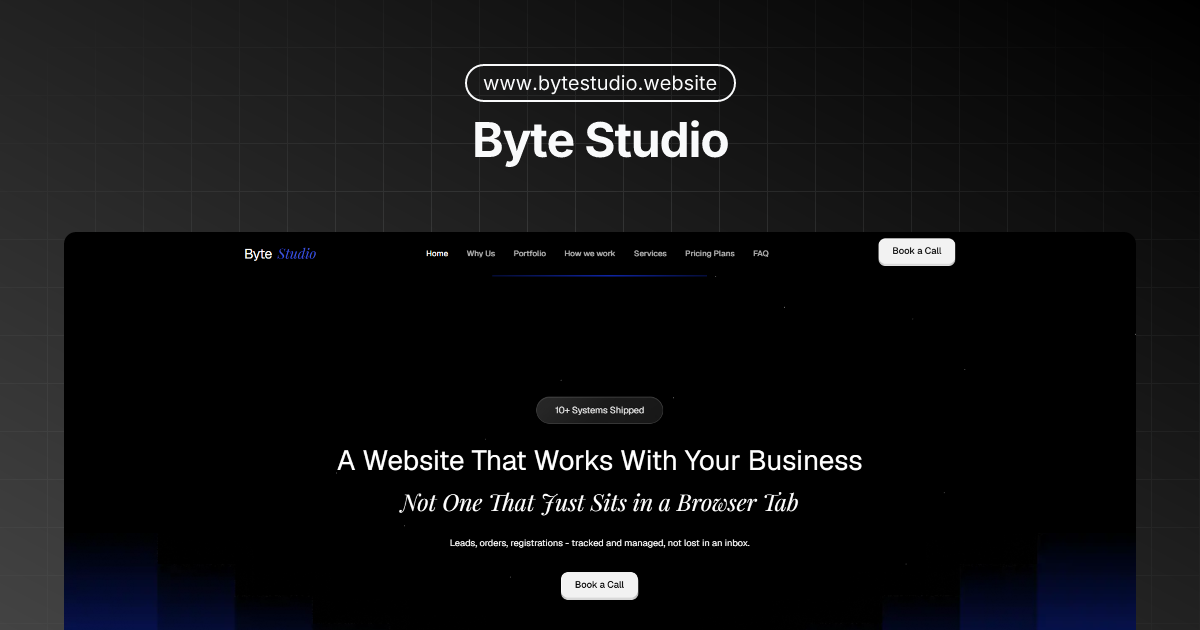 www.bytestudio.website
Byte Studio
Byte Studio
Home Why Us Portfolio How we work Services Pricing Plans FAQ
Book a Call
10+ Systems Shipped
A Website That Works With Your Business
Not One That Just Sits in a Browser Tab
Leads, orders, registrations - tracked and managed, not lost in an inbox.
Book a Call